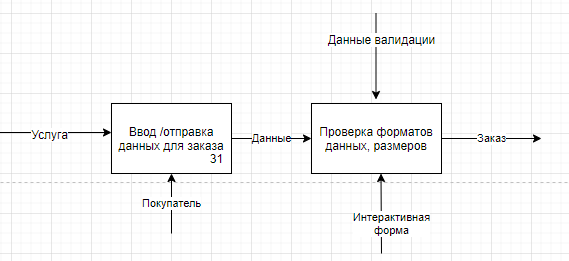 Данные валидации
Услуга
Ввод /отправка
данных для заказа
31
Данные
Проверка форматов
данных, размеров
Заказ
Покупатель
Интерактивная
форма